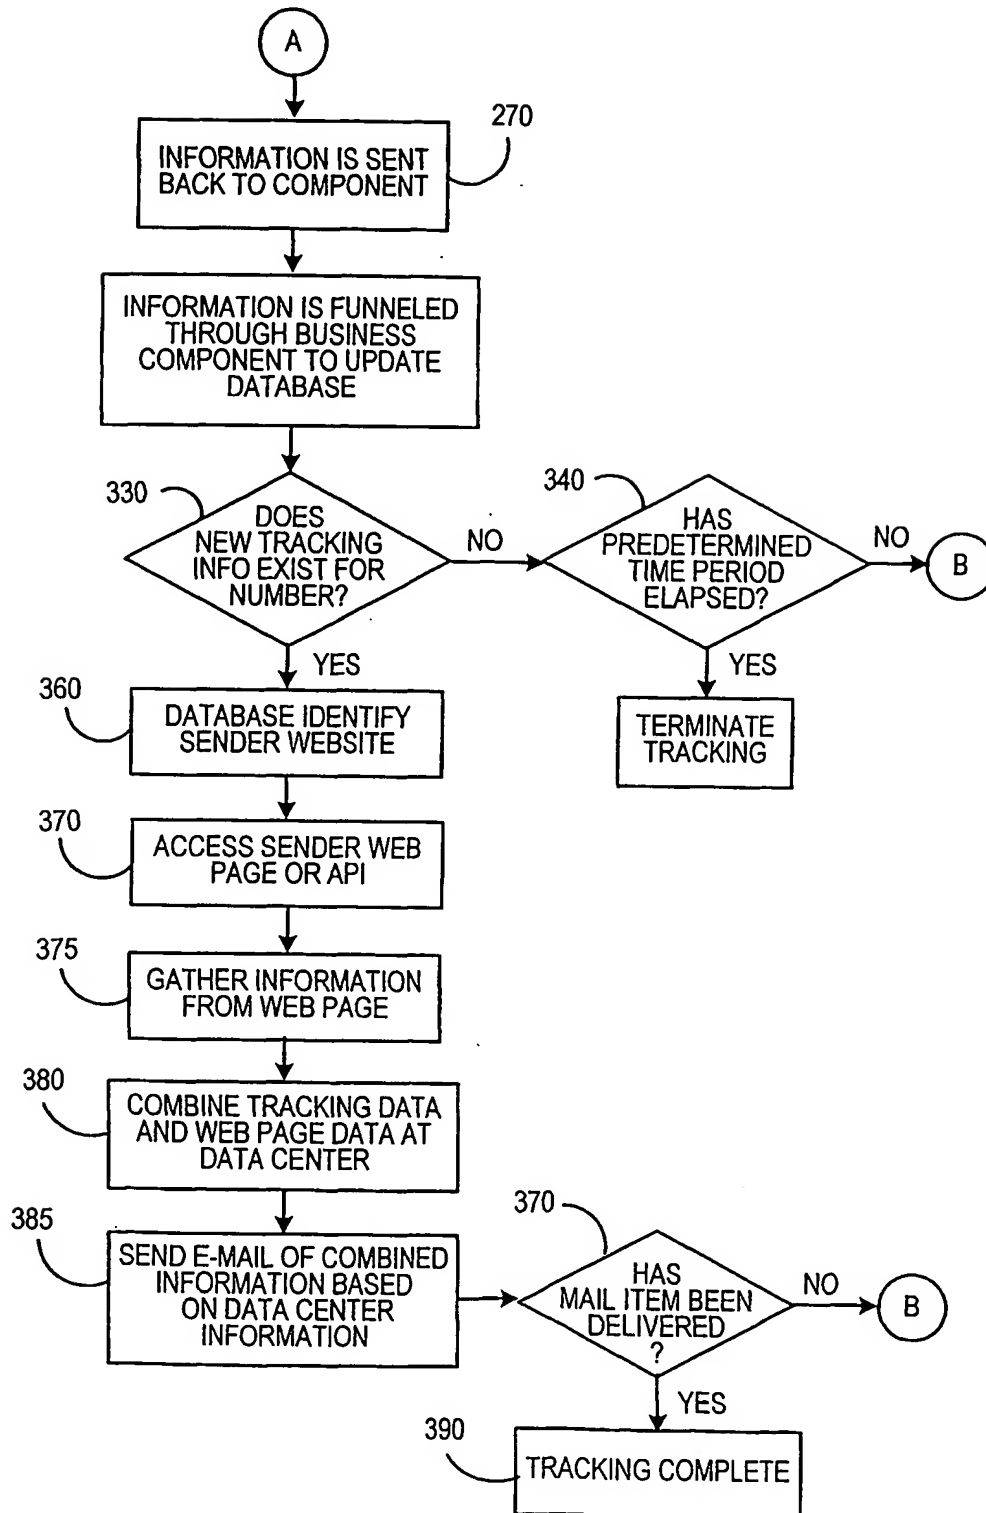 A
270
INFORMATION IS SENT
BACK TO COMPONENT
INFORMATION IS FUNNELED
THROUGH BUSINESS
COMPONENT TO UPDATE
DATABASE
330
DOES
NEW TRACKING
INFO EXIST FOR
NUMBER?
NO
340
HAS
PREDETERMINED
TIME PERIOD
ELAPSED?
NO
B
YES
YES
TERMINATE
TRACKING
360
DATABASE IDENTIFY
SENDER WEBSITE
370
ACCESS SENDER WEB
PAGE OR API
375
GATHER INFORMATION
FROM WEB PAGE
380
COMBINE TRACKING DATA
AND WEB PAGE DATA AT
DATA CENTER
385
SEND E-MAIL OF COMBINED
INFORMATION BASED
ON DATA CENTER
INFORMATION
370
HAS
MAIL ITEM BEEN
DELIVERED
?
NO
B
YES
390
TRACKING COMPLETE